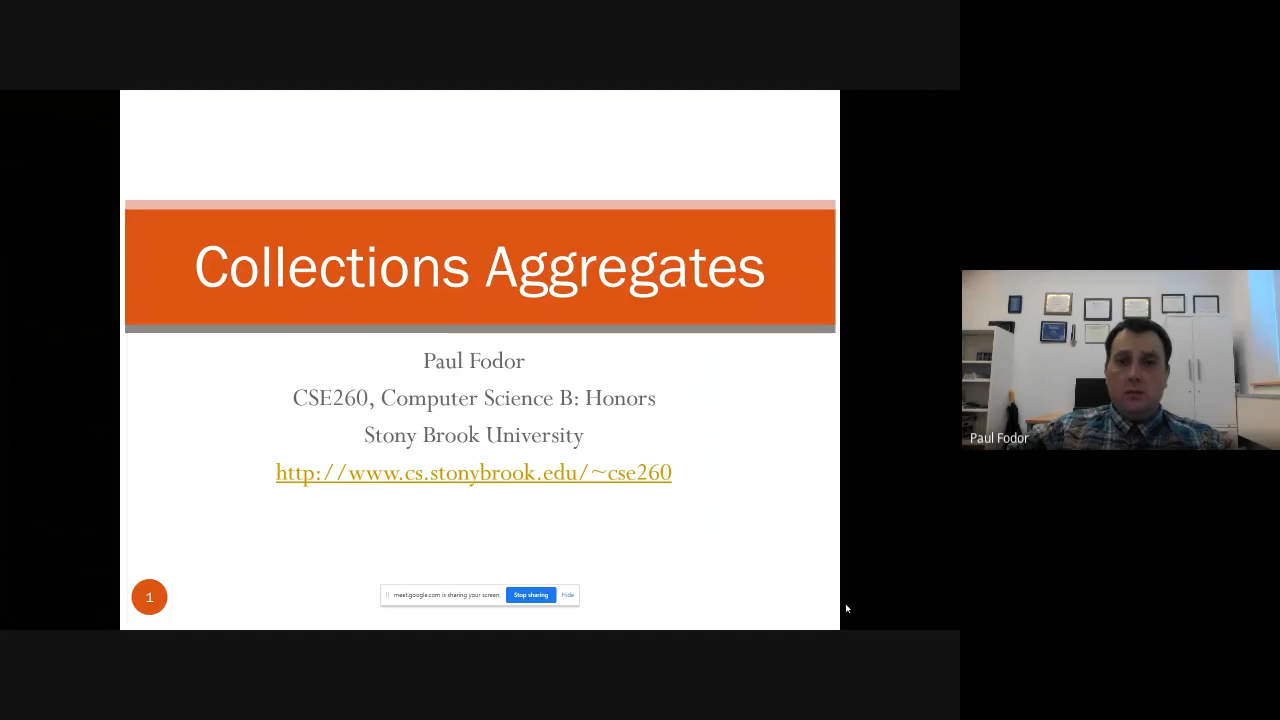 Collections Aggregates
Paul Fodor
CSE260, Computer Science B: Honors
Stony Brook University
http://www.cs.stonybrook.edu/~cse260
1
meet.google.com is sharing your screen.
Stop sharing
Hide
Paul Fodor